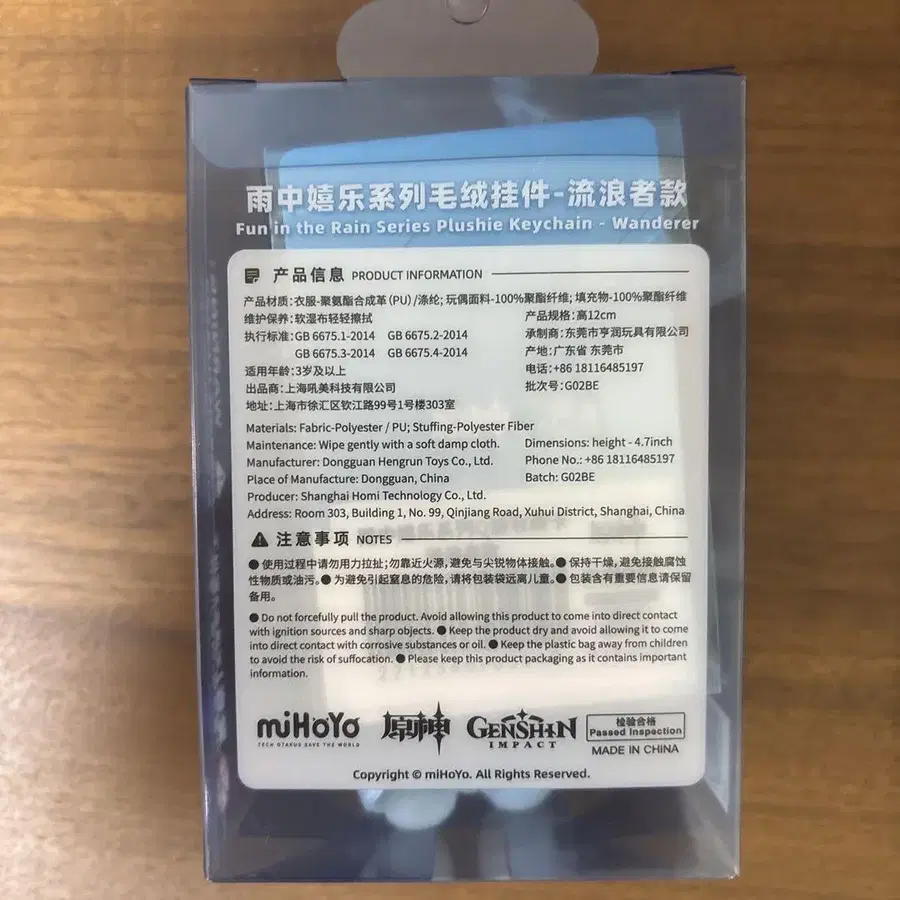 雨中嬉乐系列毛绒挂件-流浪者款
Fun in the Rain Series Plushie Keychain - Wanderer
产品信息 PRODUCT INFORMATION
产品材质：衣服-聚氨酯合成革（PU）/涤纶；玩偶面料-100%聚酯纤维；填充物-100%聚酯纤维
维护保养：软湿布轻轻擦拭
产品规格：高12cm
执行标准：GB 6675.1-2014 GB 6675.2-2014
承制商：东莞市亨润玩具有限公司
GB 6675.3-2014 GB 6675.4-2014
产地：广东省 东莞市
适用年龄：3岁及以上
电话：+86 18116485197
出品商：上海吼美科技有限公司
批次号：G02BE
地址：上海市徐汇区钦江路99号1号楼303室
Materials: Fabric-Polyester / PU; Stuffing-Polyester Fiber
Maintenance: Wipe gently with a soft damp cloth.
Dimensions: height - 4.7inch
Manufacturer: Dongguan Hengrun Toys Co., Ltd.
Phone No.: +86 18116485197
Place of Manufacture: Dongguan, China
Batch: G02BE
Producer: Shanghai Homi Technology Co., Ltd.
Address: Room 303, Building 1, No. 99, Qinjiang Road, Xuhui District, Shanghai, China
注意事项 NOTES
● 使用过程中请勿用力拉扯；勿靠近火源，避免与尖锐物体接触。● 保持干燥，避免接触腐蚀
性物质或油污。● 为避免引起窒息的危险，请将包装袋远离儿童。● 包装含有重要信息请保留
备用。
● Do not forcefully pull the product. Avoid allowing this product to come into direct contact
with ignition sources and sharp objects. ● Keep the product dry and avoid allowing it to come
into direct contact with corrosive substances or oil. ● Keep the plastic bag away from children
to avoid the risk of suffocation. ● Please keep this product packaging as it contains important
information.
miHoYo
TECH OTAKUS SAVE THE WORLD
原神
GENSHIN
IMPACT
检验合格
Passed Inspection
MADE IN CHINA
Copyright © miHoYo. All Rights Reserved.